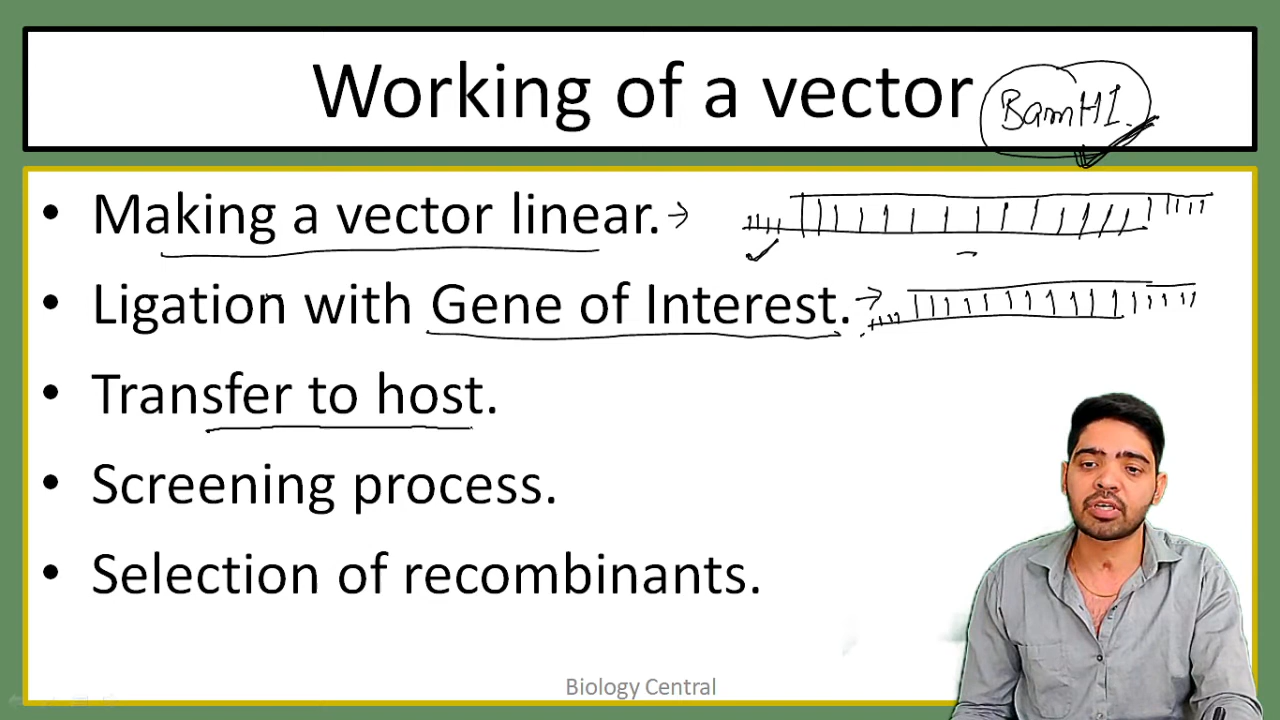 Working of a vector BamHI.
• Making a vector linear. →
• Ligation with Gene of Interest. →
• Transfer to host.
• Screening process.
• Selection of recombinants.
Biology Central